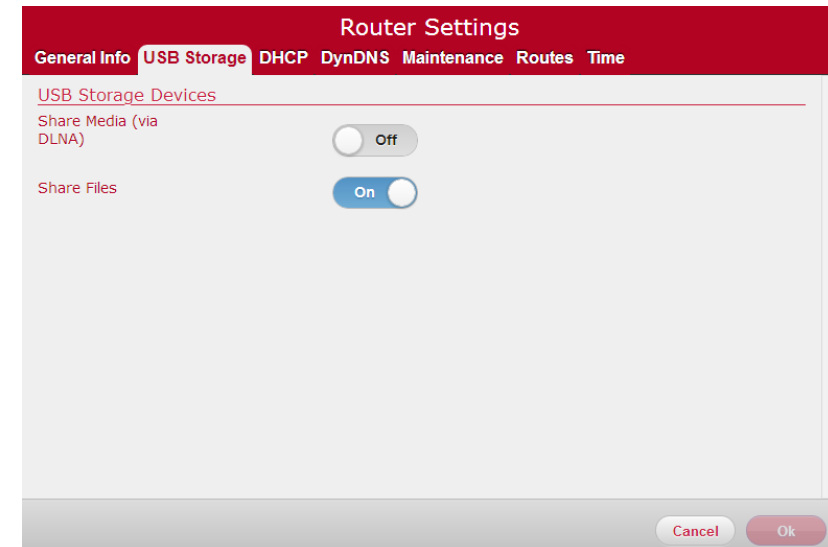 Router Settings
General Info USB Storage DHCP DynDNS Maintenance Routes Time
USB Storage Devices
Share Media (via
DLNA)
Off
Share Files
On
Cancel Ok